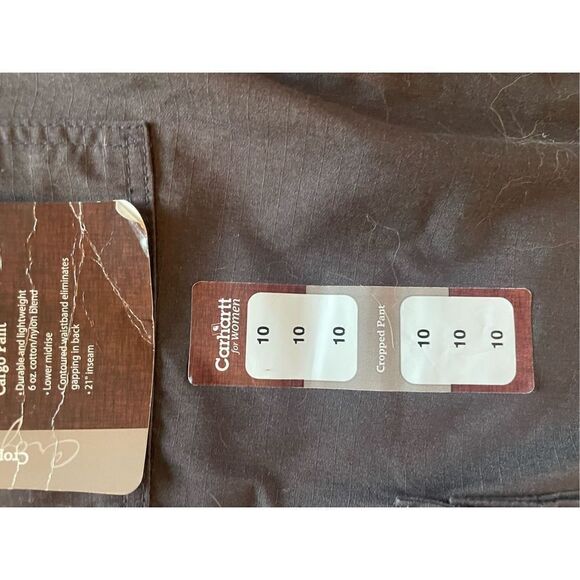 Cargo Pant
• Durable and lightweight
6 oz. cotton/nylon blend
• Lower midrise
• Contoured waistband eliminates
gapping in back
• 21" inseam
Carhartt
for Women
10
10
10
Cropped Pant
10
10
10